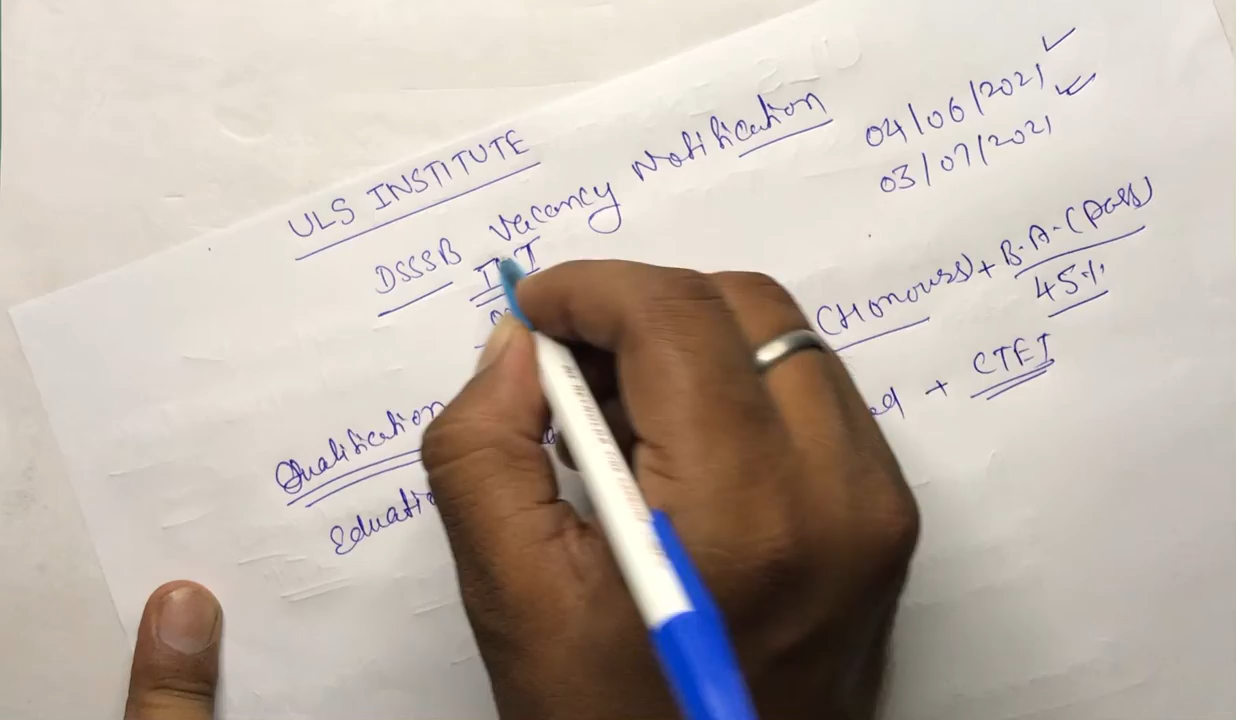 ULS INSTITUTE
DSSSB Vacancy Notification
04/06/2021
03/07/2021
(Honours) + B.A. (pass)
45%
Qualification
+ CTET